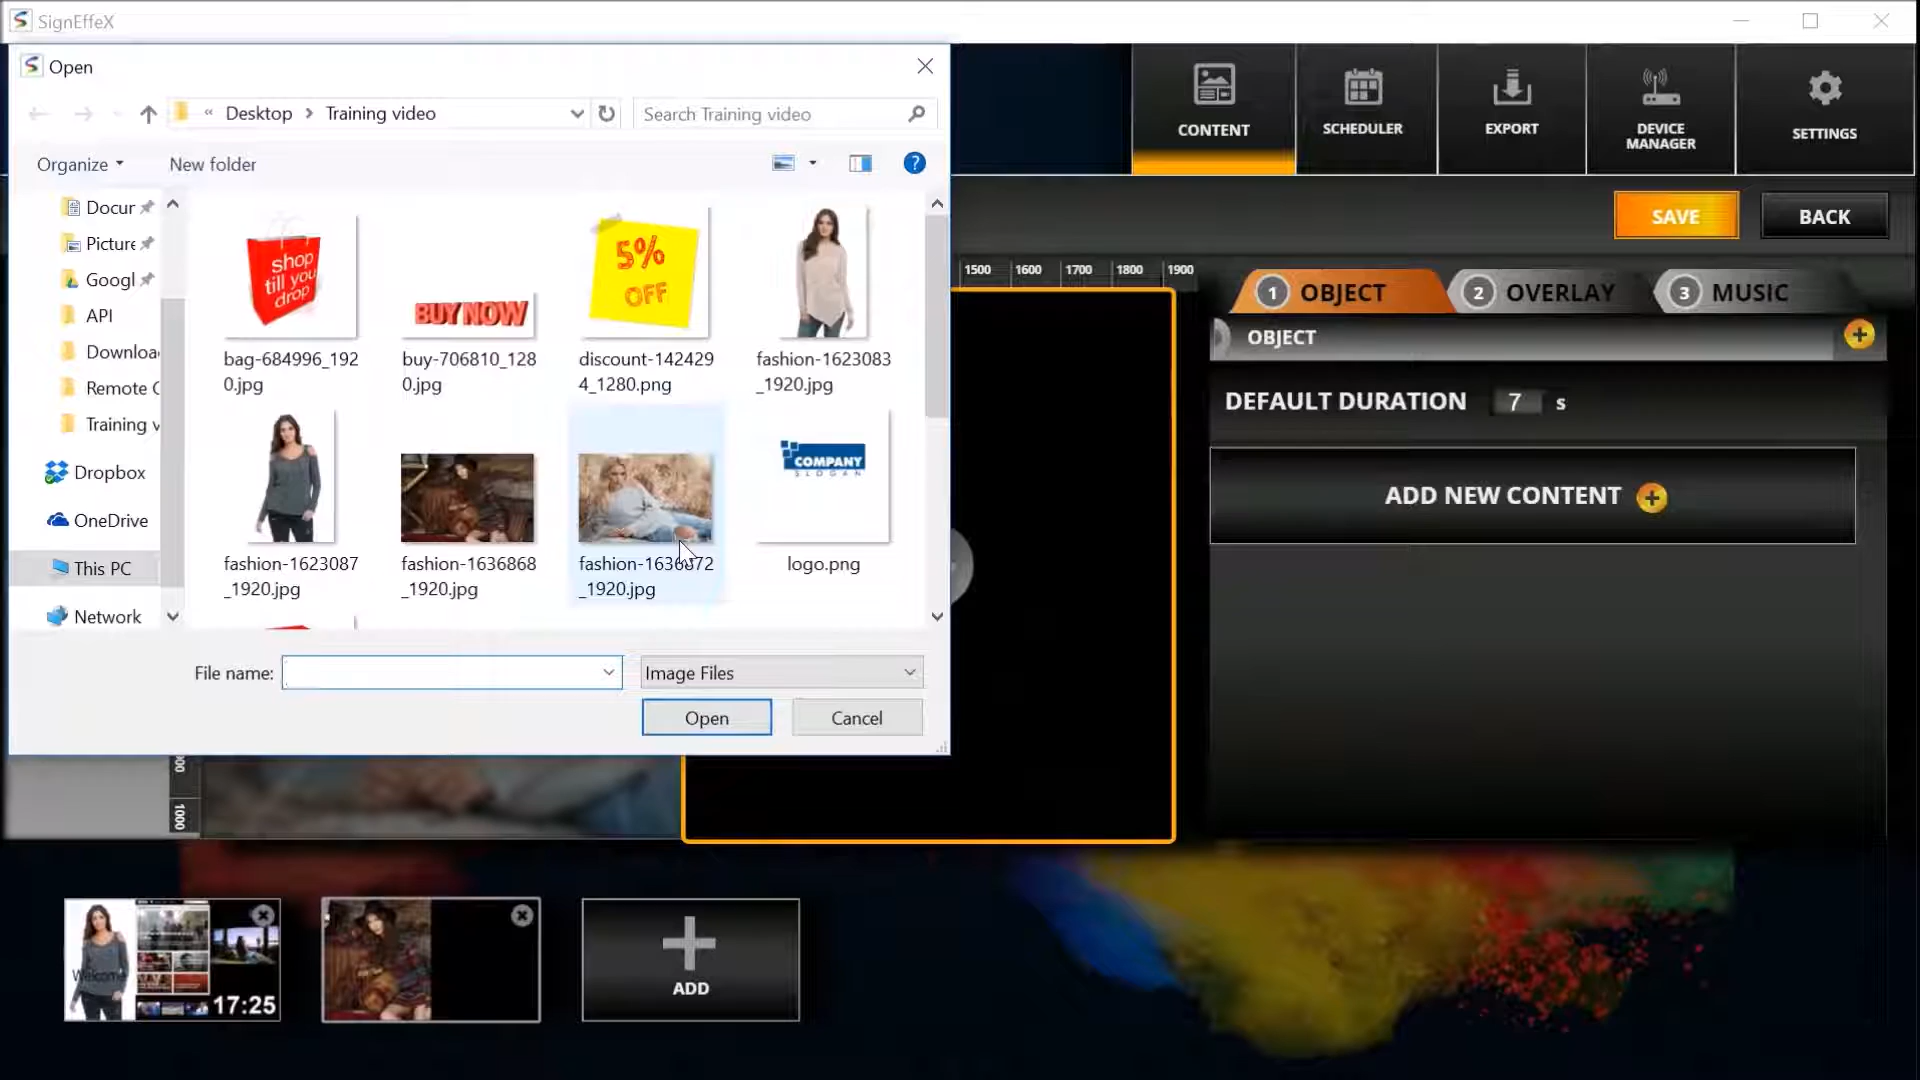 SignEffeX
Open
« Desktop > Training video
Search Training video
Organize
New folder
CONTENT
SCHEDULER
EXPORT
DEVICE
MANAGER
SETTINGS
SAVE
BACK
Docur
Picture
Googl
API
Downloa
Remote C
Training v
Dropbox
OneDrive
This PC
Network
shop
till you
drop
BUY NOW
5%
OFF
bag-684996_192
0.jpg
buy-706810_128
0.jpg
discount-142429
4_1280.png
fashion-1623083
_1920.jpg
COMPANY
SLOGAN
fashion-1623087
_1920.jpg
fashion-1636868
_1920.jpg
fashion-1636872
_1920.jpg
logo.png
File name:
Image Files
Open
Cancel
1500 1600 1700 1800 1900
1 OBJECT
2 OVERLAY
3 MUSIC
OBJECT
DEFAULT DURATION 7 s
ADD NEW CONTENT
1000
Welcome
17:25
ADD